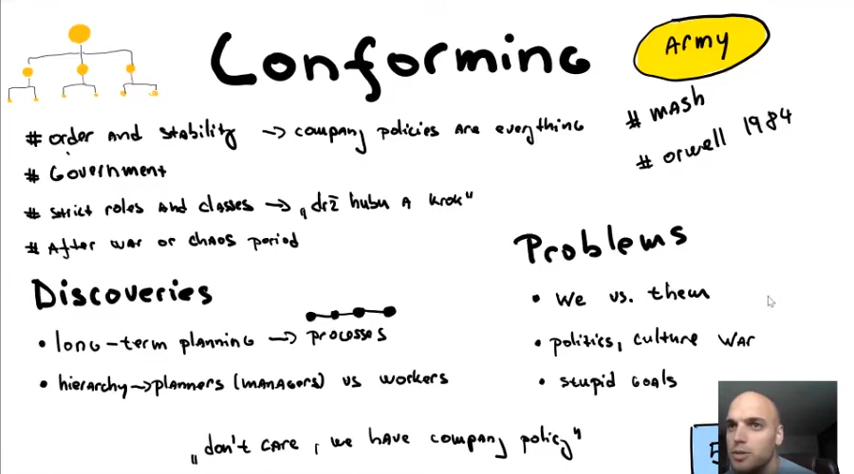 Conforming
Army
# mASh
# orwell 1984
# order and stability → company policies are everything
# Government
# strict roles and classes → „drž hubu a krok"
# After war or chaos period
Discoveries
• long-term planning → processes
• hierarchy → planners (managers) vs workers
Problems
• We vs. them
• politics, culture war
• stupid goals
„don't care, we have company policy"